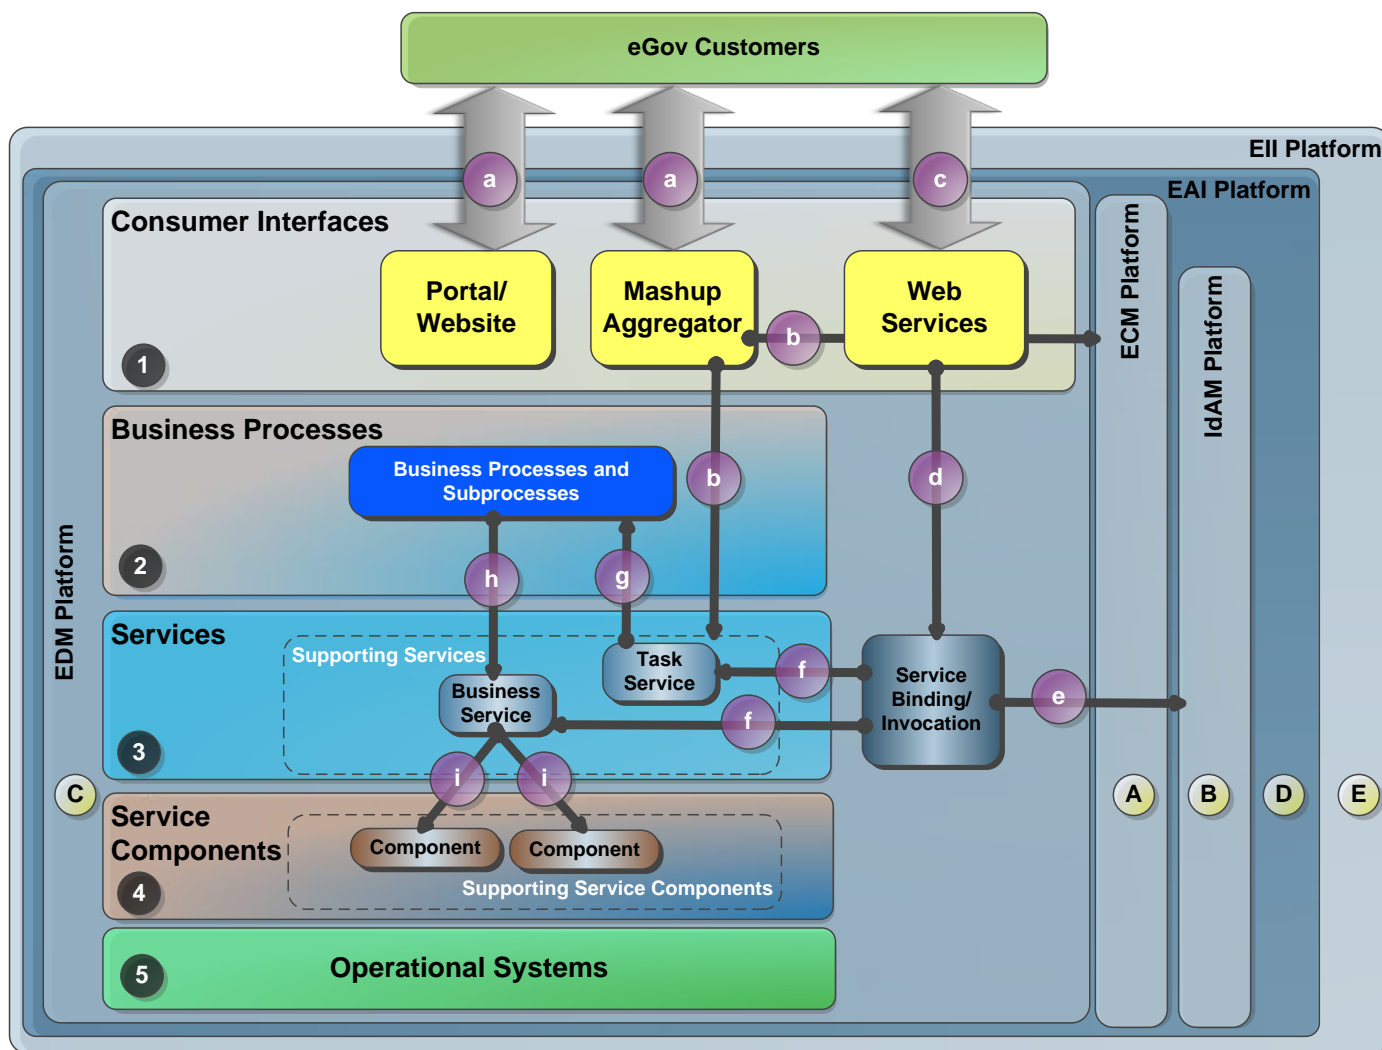 eGov Customers
EII Platform
EAI Platform
a
a
c
Consumer Interfaces
Portal/
Website
Mashup
Aggregator
Web
Services
b
1
ECM Platform
IdAM Platform
Business Processes
Business Processes and
Subprocesses
b
d
2
h
g
EDM Platform
Services
Supporting Services
Task
Service
f
Service
Binding/
Invocation
Business
Service
f
e
3
i
i
C
A
B
D
E
Service
Components
Component
Component
4
Supporting Service Components
5
Operational Systems